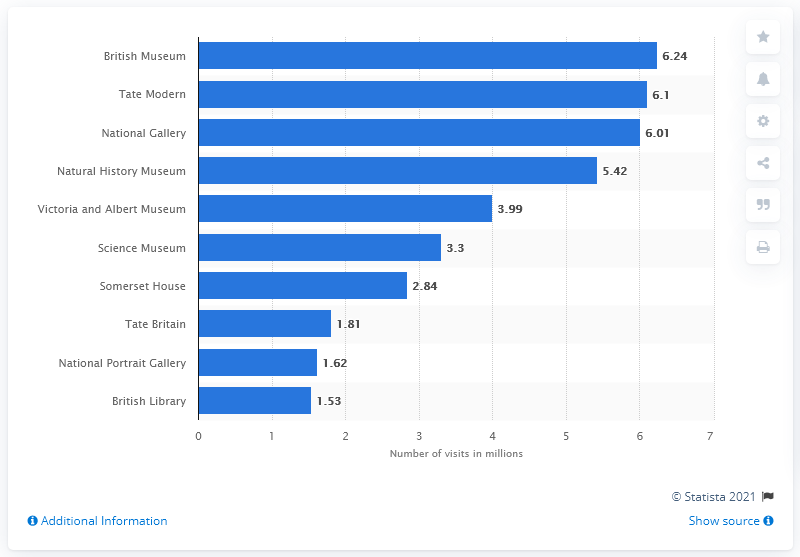 British Museum 6.24
Tate Modern 6.1
National Gallery 6.01
Natural History Museum 5.42
Victoria and Albert Museum 3.99
Science Museum 3.3
Somerset House 2.84
Tate Britain 1.81
National Portrait Gallery 1.62
British Library 1.53
0 1 2 3 4 5 6 7
Number of visits in millions
© Statista 2021
Additional Information
Show source